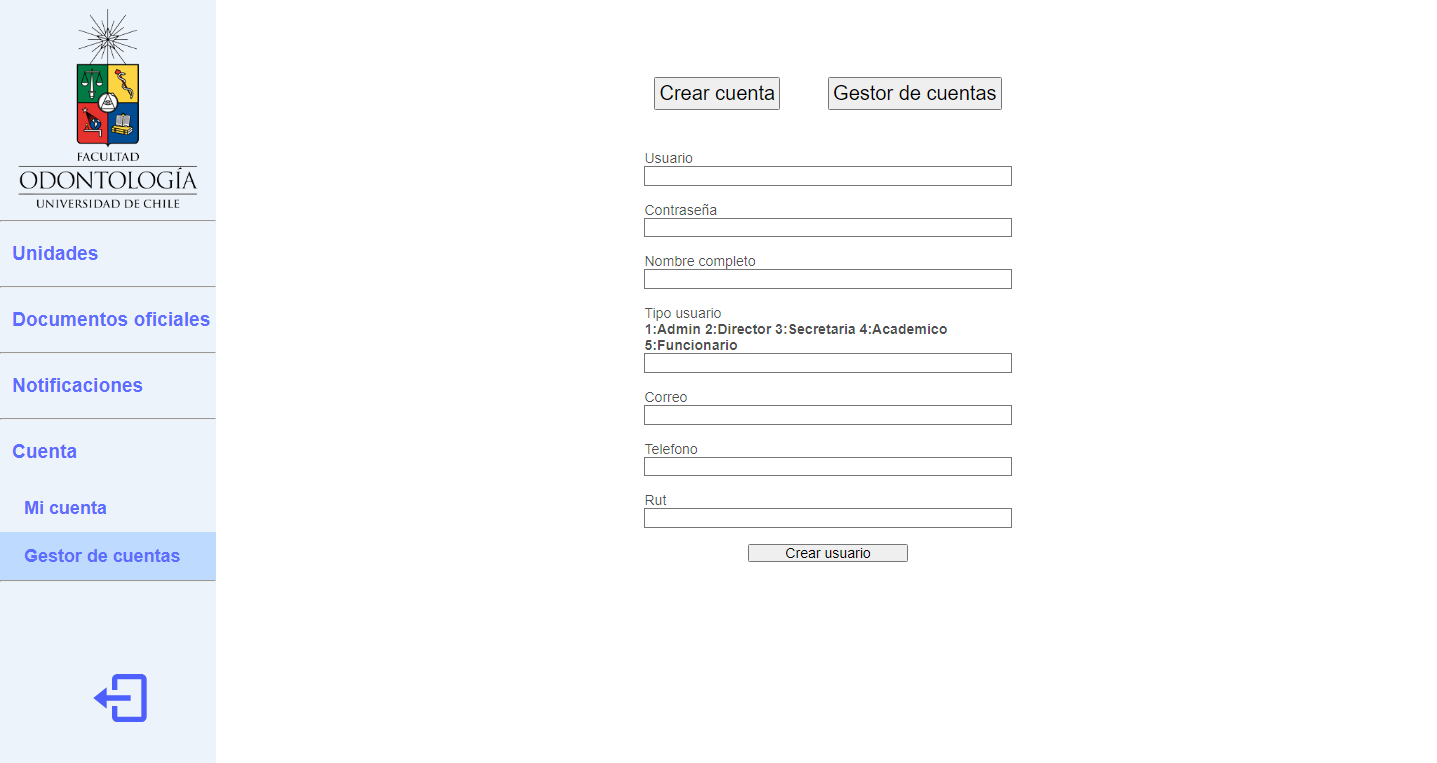 FACULTAD
ODONTOLOGÍA
UNIVERSIDAD DE CHILE
Unidades
Documentos oficiales
Notificaciones
Cuenta
Mi cuenta
Gestor de cuentas
Crear cuenta
Gestor de cuentas
Usuario
Contraseña
Nombre completo
Tipo usuario
1:Admin 2:Director 3:Secretaria 4:Academico
5:Funcionario
Correo
Telefono
Rut
Crear usuario